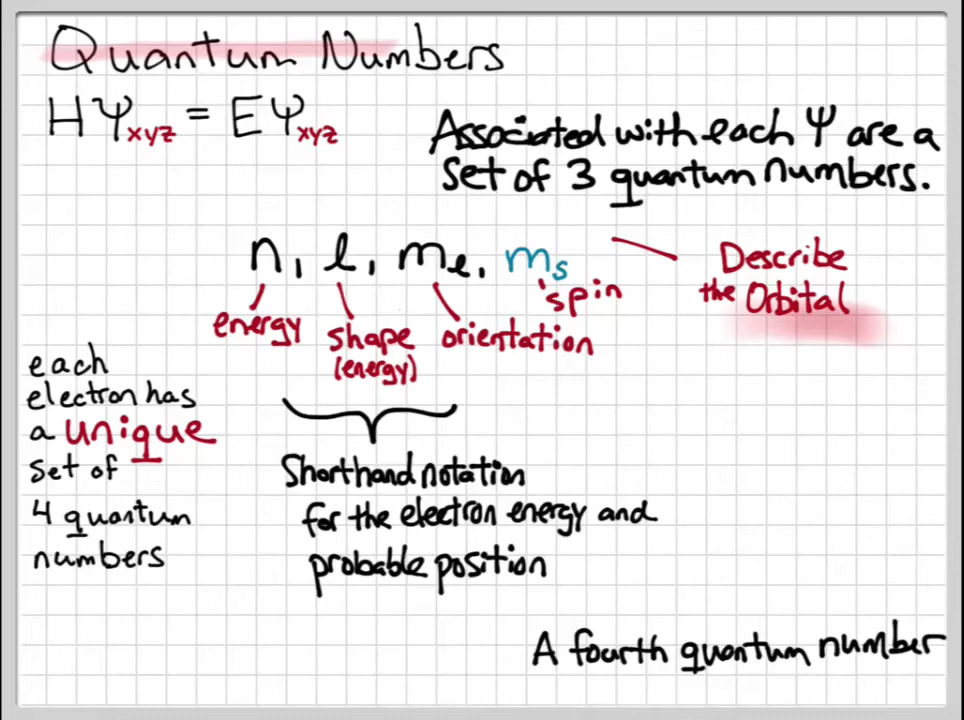 Quantum Numbers
HΨxyz = EΨxyz
Associated with each Ψ are a
set of 3 quantum numbers.
n, l, ml, ms
spin
Describe
the Orbital
energy
shape
(energy)
orientation
each
electron has
a unique
set of
4 quantum
numbers
Shorthand notation
for the electron energy and
probable position
A fourth quantum number